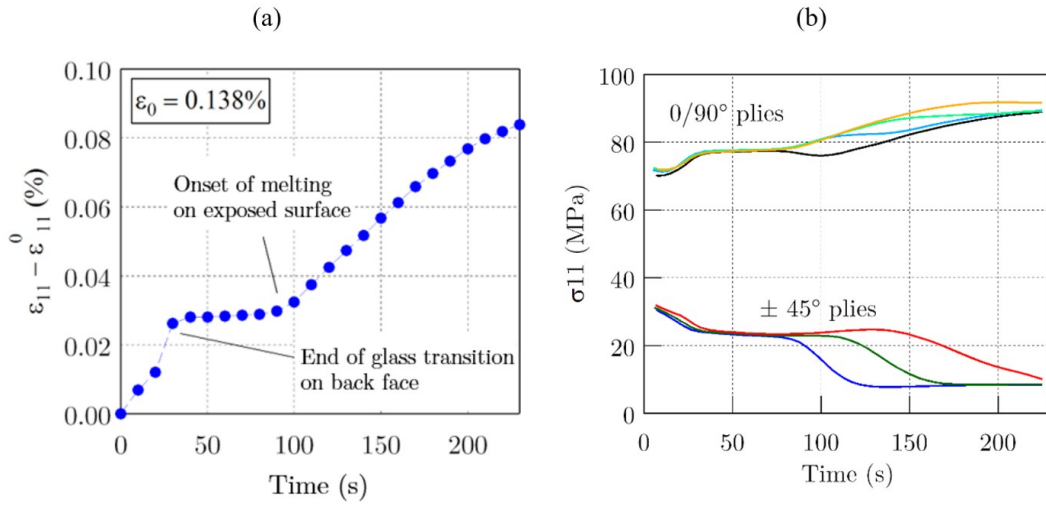 (a)
(b)
ε₀ = 0.138%
Onset of melting
on exposed surface
End of glass transition
on back face
0.10
0.08
0.06
0.04
0.02
0.00
ε₁₁ − ε⁰₁₁ (%)
0
50
100
150
200
Time (s)
0/90° plies
± 45° plies
100
80
60
40
20
0
σ11 (MPa)
0
50
100
150
200
Time (s)